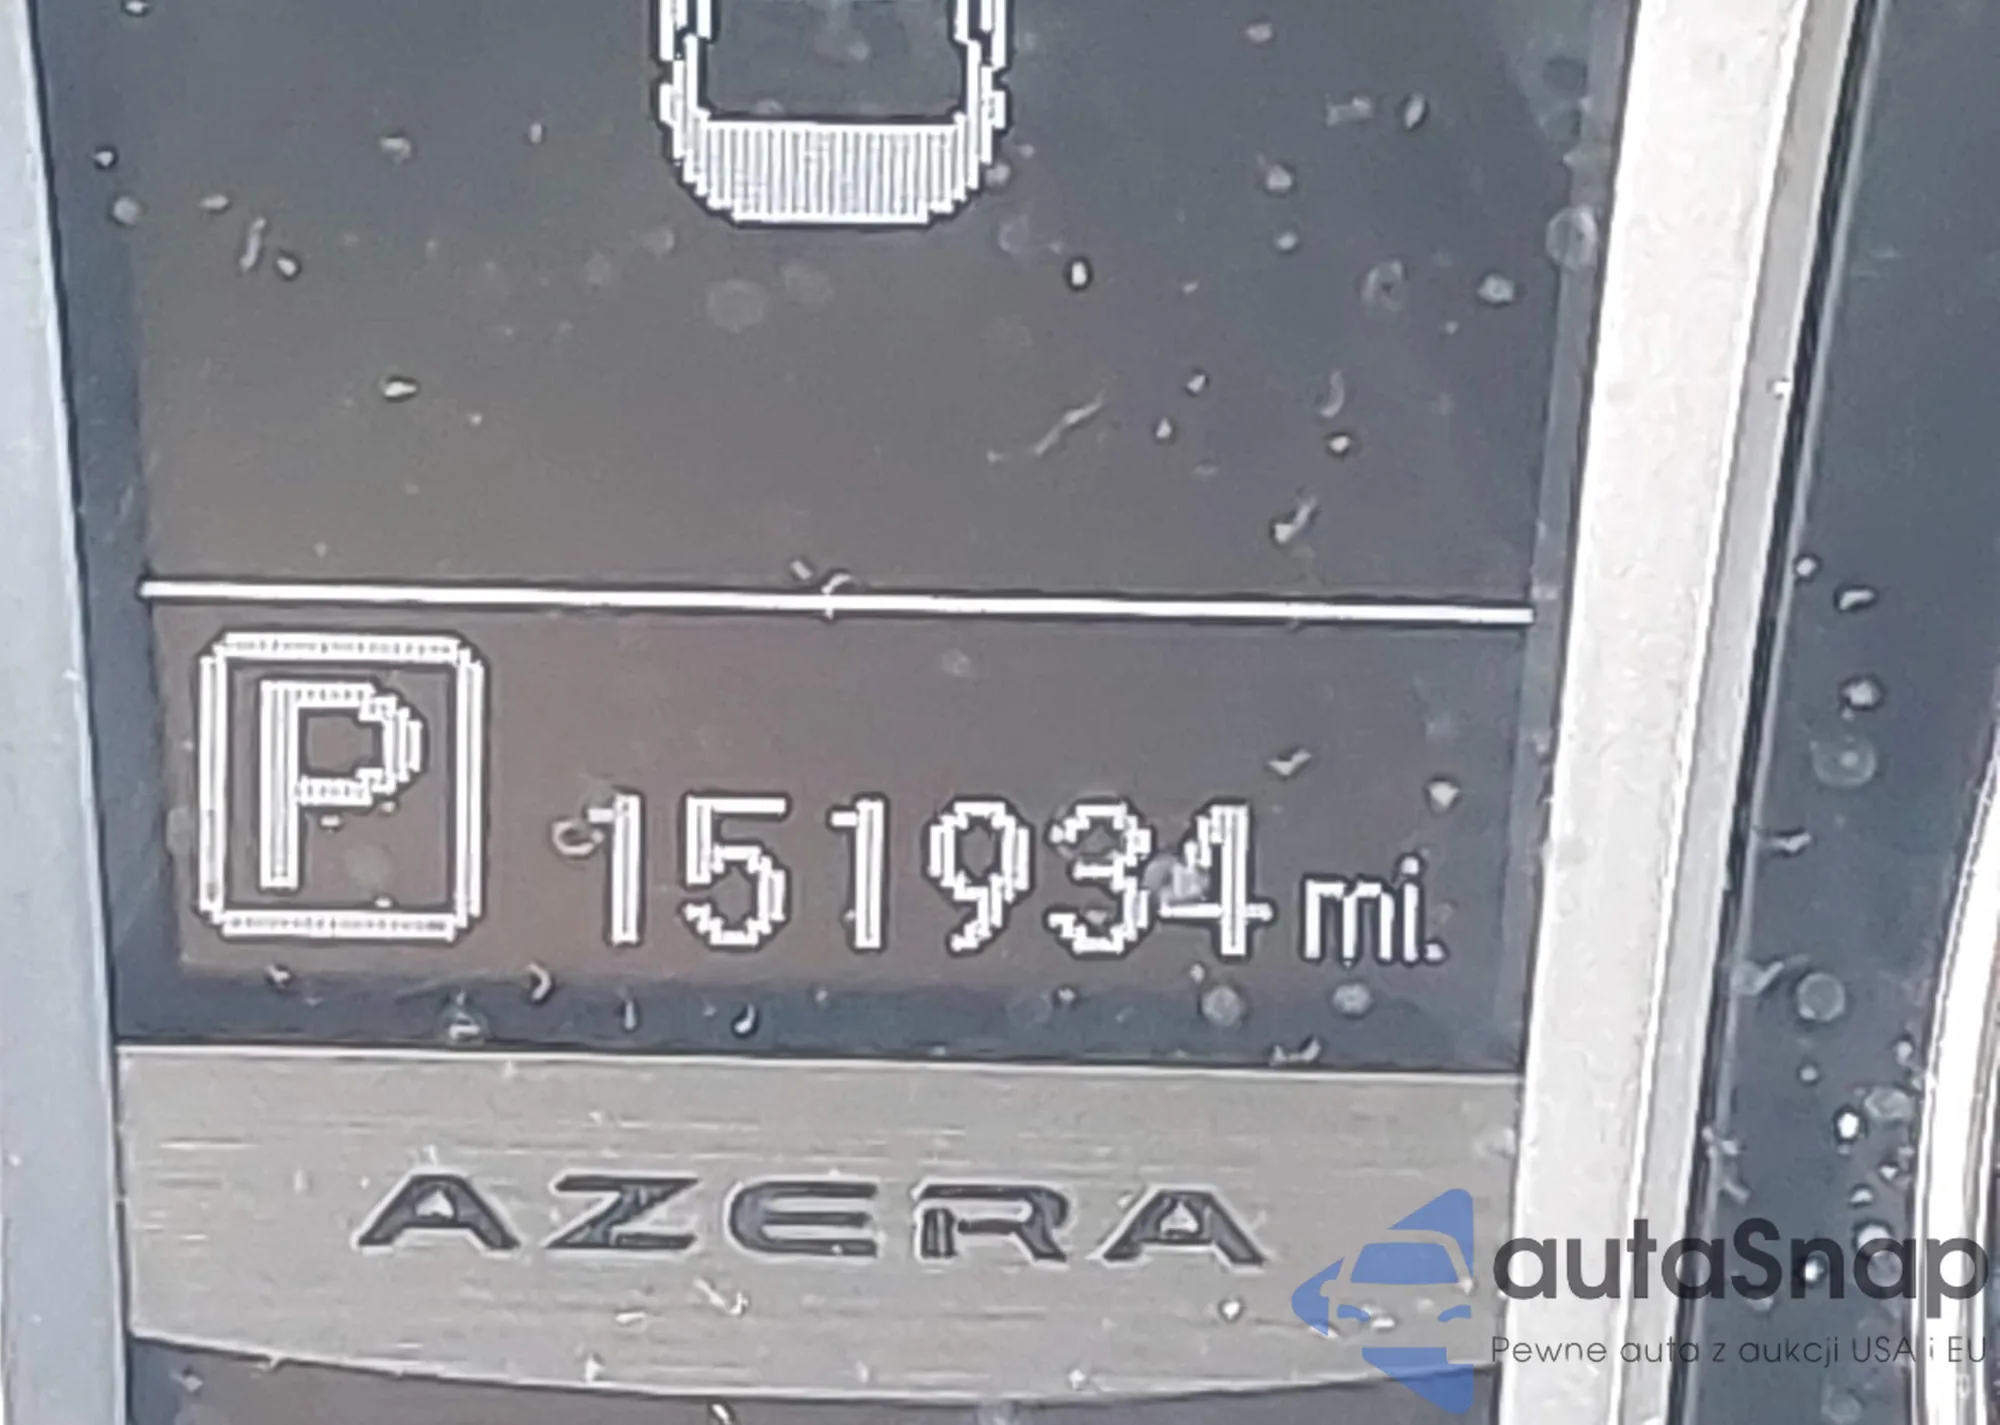 P 151934 mi.
AZERA
autaSnap
Pewne auta z aukcji USA i EU